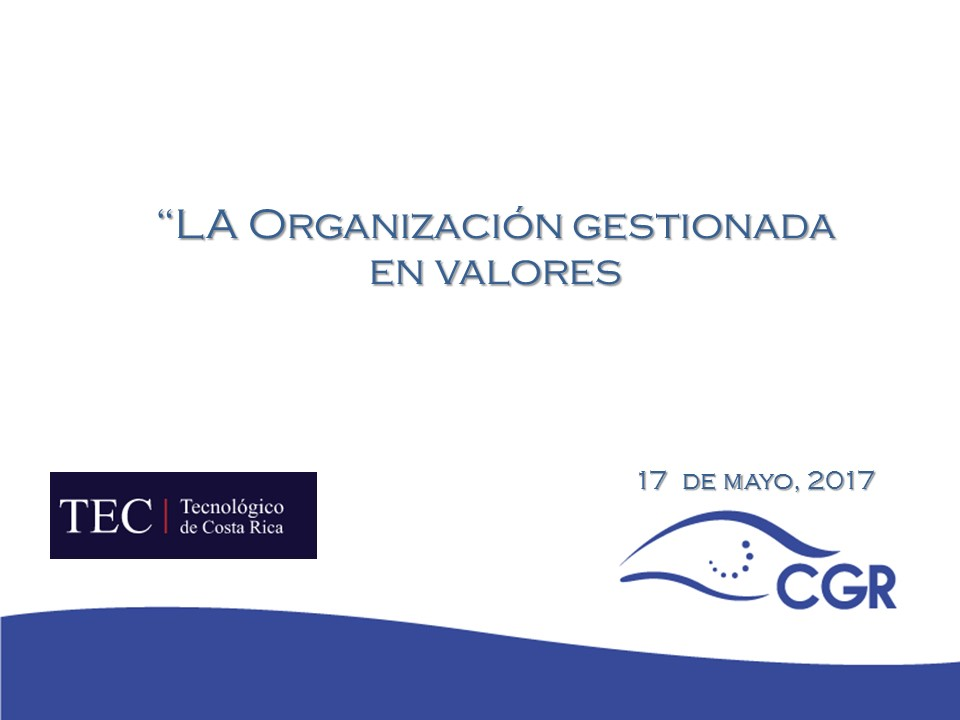 “LA Organización gestionada
en valores
17 de mayo, 2017
TEC | Tecnológico
de Costa Rica
CGR